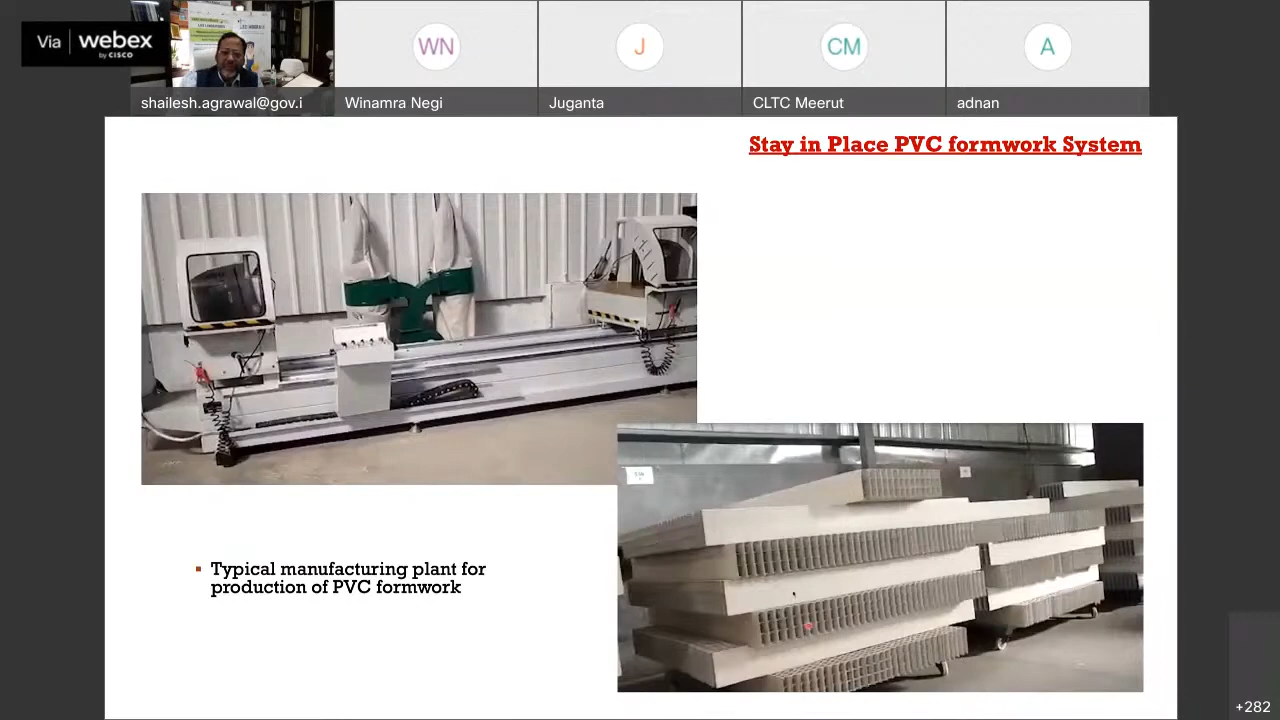 Via | webex
by CISCO
WN
J
CM
A
shailesh.agrawal@gov.i
Winamra Negi
Juganta
CLTC Meerut
adnan
Stay in Place PVC formwork System
Typical manufacturing plant for
production of PVC formwork
+282